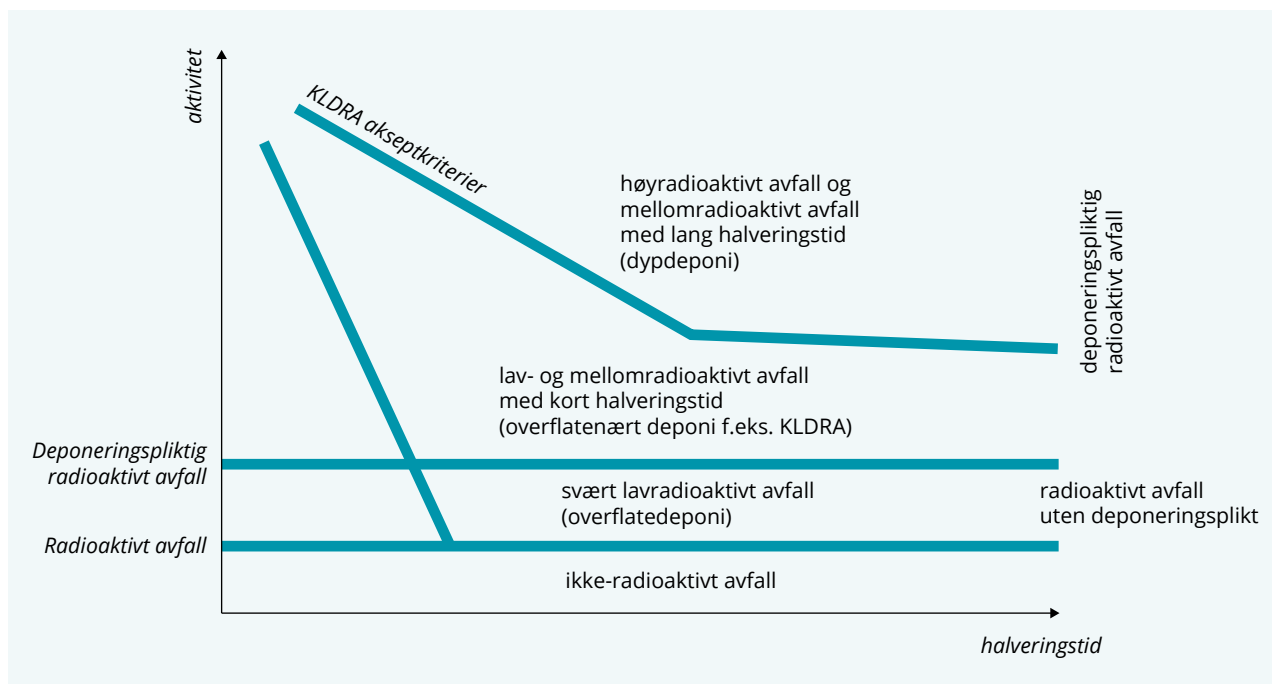 aktivitet
KLDRA akseptkriterier
høyradioaktivt avfall og
mellomradioaktivt avfall
med lang halveringstid
(dypdeponi)
deponeringspliktig
radioaktivt avfall
lav- og mellomradioaktivt avfall
med kort halveringstid
(overflatenært deponi f.eks. KLDRA)
Deponeringspliktig
radioaktivt avfall
svært lavradioaktivt avfall
(overflatedeponi)
radioaktivt avfall
uten deponeringsplikt
Radioaktivt avfall
ikke-radioaktivt avfall
halveringstid